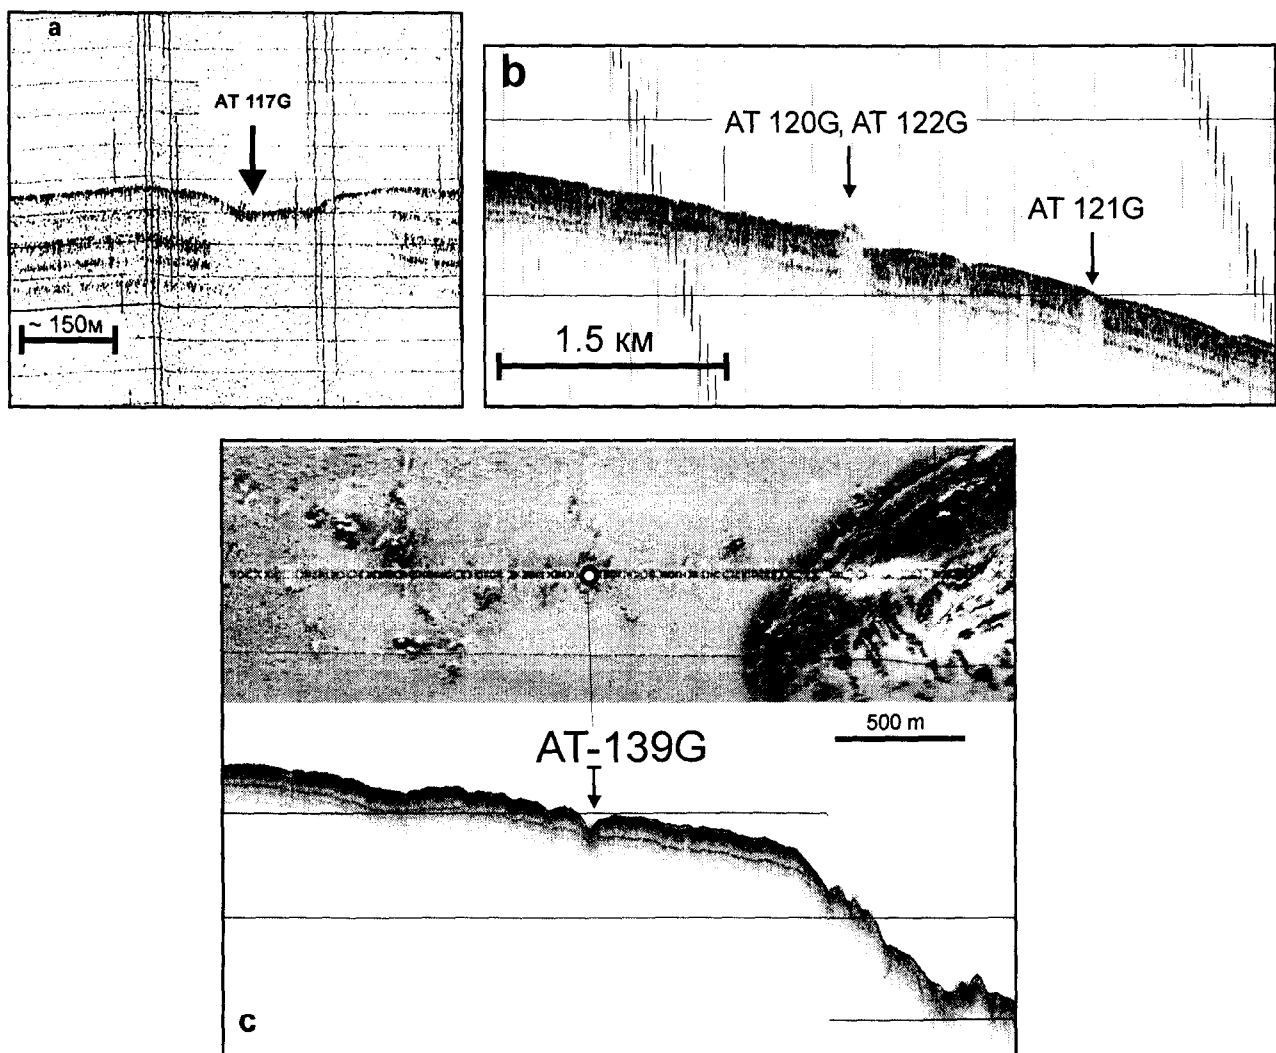 a
AT 117G
~ 150м
b
AT 120G, AT 122G
AT 121G
1.5 км
500 m
AT-139G
c